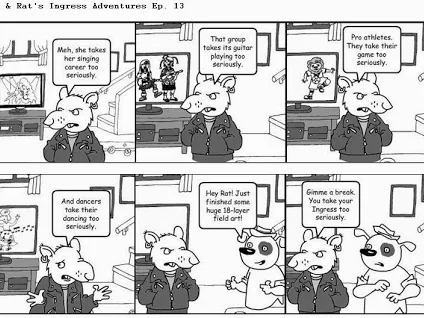 & Rat's Ingress Adventures Ep. 13
Meh, she takes
her singing
career too
seriously.
That group
takes its guitar
playing too
seriously.
Pro athletes.
They take their
game too
seriously.
And dancers
take their
dancing too
seriously.
Hey Rat! Just
finished some
huge 18-layer
field art!
Gimme a break.
You take your
Ingress too
seriously.